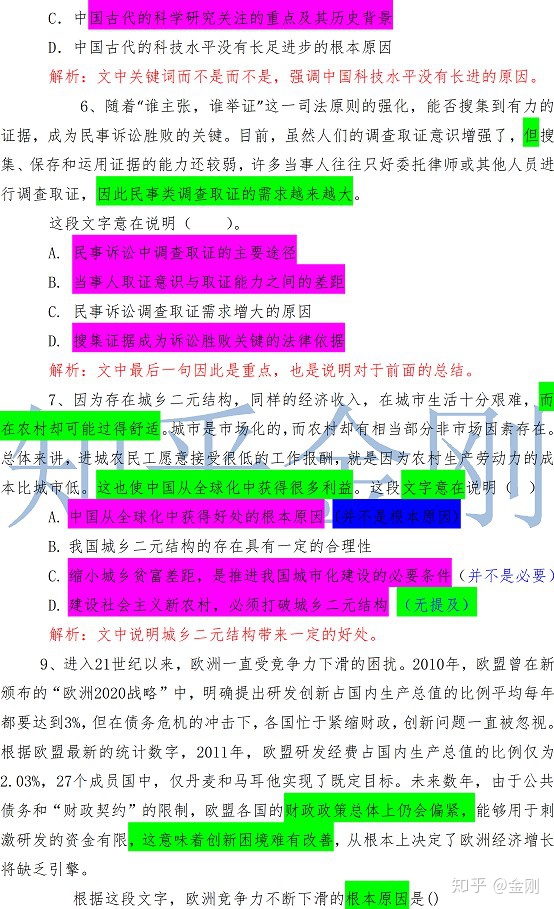 C. 中国古代的科学研究关注的重点及其历史背景
D. 中国古代的科技水平没有长足进步的根本原因
解析：文中关键词而不是而不是，强调中国科技水平没有长进的原因。
6、随着“谁主张，谁举证”这一司法原则的强化，能否搜集到有力的
证据，成为民事诉讼胜败的关键。目前，虽然人们的调查取证意识增强了，但搜
集、保存和运用证据的能力还较弱，许多当事人往往只好委托律师或其他人员进
行调查取证，因此民事类调查取证的需求越来越大。
这段文字意在说明（ ）。
A. 民事诉讼中调查取证的主要途径
B. 当事人取证意识与取证能力之间的差距
C. 民事诉讼调查取证需求增大的原因
D. 搜集证据成为诉讼胜败关键的法律依据
解析：文中最后一句因此是重点，也是说明对于前面的总结。
7、因为存在城乡二元结构，同样的经济收入，在城市生活十分艰难，而
在农村却可能过得舒适。城市是市场化的，而农村却有相当部分非市场因素存在。
总体来讲，进城农民工愿意接受很低的工作报酬，就是因为农村生产劳动力的成
本比城市低。这也使中国从全球化中获得很多利益。这段文字意在说明（ ）
A. 中国从全球化中获得好处的根本原因（并不是根本原因）
B. 我国城乡二元结构的存在具有一定的合理性
C. 缩小城乡贫富差距，是推进我国城市化建设的必要条件（并不是必要）
D. 建设社会主义新农村，必须打破城乡二元结构 （无提及）
解析：文中说明城乡二元结构带来一定的好处。
9、进入21世纪以来，欧洲一直受竞争力下滑的困扰。2010年，欧盟曾在新
颁布的“欧洲2020战略”中，明确提出研发创新占国内生产总值的比例平均每年
都要达到3%，但在债务危机的冲击下，各国忙于紧缩财政，创新问题一直被忽视。
根据欧盟最新的统计数字，2011年，欧盟研发经费占国内生产总值的比例仅为
2.03%，27个成员国中，仅丹麦和马耳他实现了既定目标。未来数年，由于公共
债务和“财政契约”的限制，欧盟各国的财政政策总体上仍会偏紧，能够用于刺
激研发的资金有限，这意味着创新困境难有改善，从根本上决定了欧洲经济增长
将缺乏引擎。
根据这段文字，欧洲竞争力不断下滑的根本原因是()
知乎金刚
知乎 @金刚